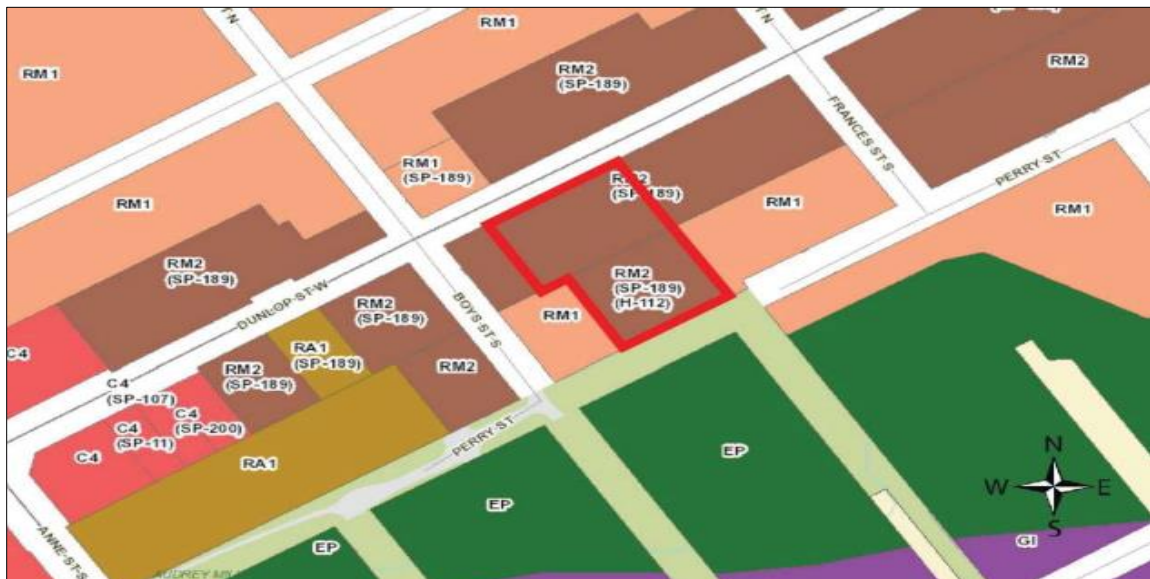 RM1
RM1
RM2
(SP-189)
RM2
RM1
(SP-189)
RM1
FRANCES ST S
PERRY ST
RM2
(SP-189)
RM1
RM1
RM2
(SP-189)
RM2
(SP-189)
(H-112)
DUNLOP ST W
BOYS ST S
RM2
(SP-189)
RM1
RA1
(SP-189)
C4
RM2
(SP-189)
RM2
C4
(SP-107)
C4
(SP-200)
C4
(SP-11)
C4
RA1
PERRY ST
EP
N
W
E
S
EP
EP
GI
ANNE ST S